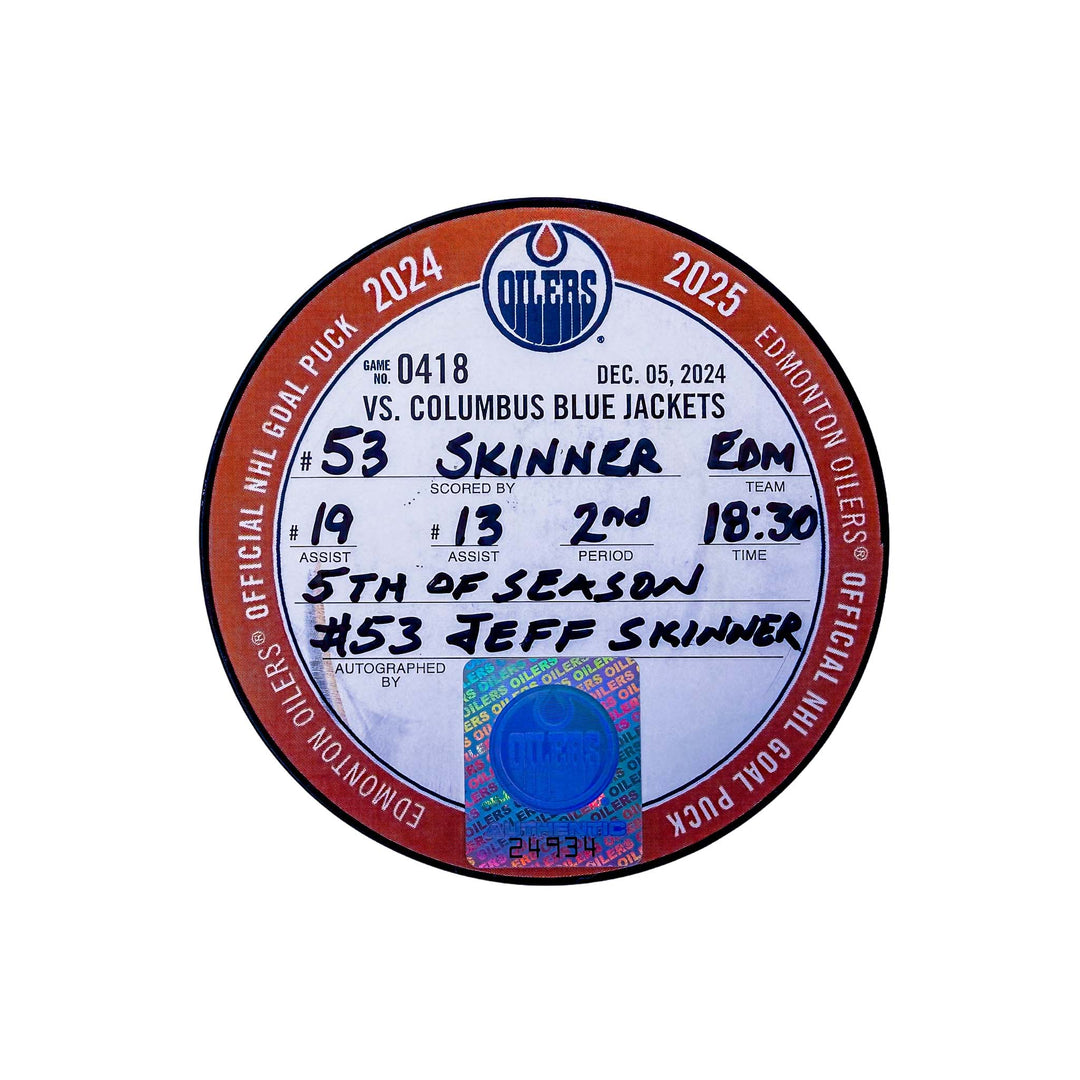 2024
2025
OILERS
®
EDMONTON OILERS® OFFICIAL NHL GOAL PUCK
EDMONTON OILERS® OFFICIAL NHL GOAL PUCK
GAME NO. 0418 DEC. 05, 2024
VS. COLUMBUS BLUE JACKETS
# 53 SKINNER EDM
SCORED BY TEAM
# 19 # 13 2nd 18:30
ASSIST ASSIST PERIOD TIME
5TH OF SEASON
#53 JEFF SKINNER
AUTOGRAPHED
BY
OILERS
AUTHENTIC
24934